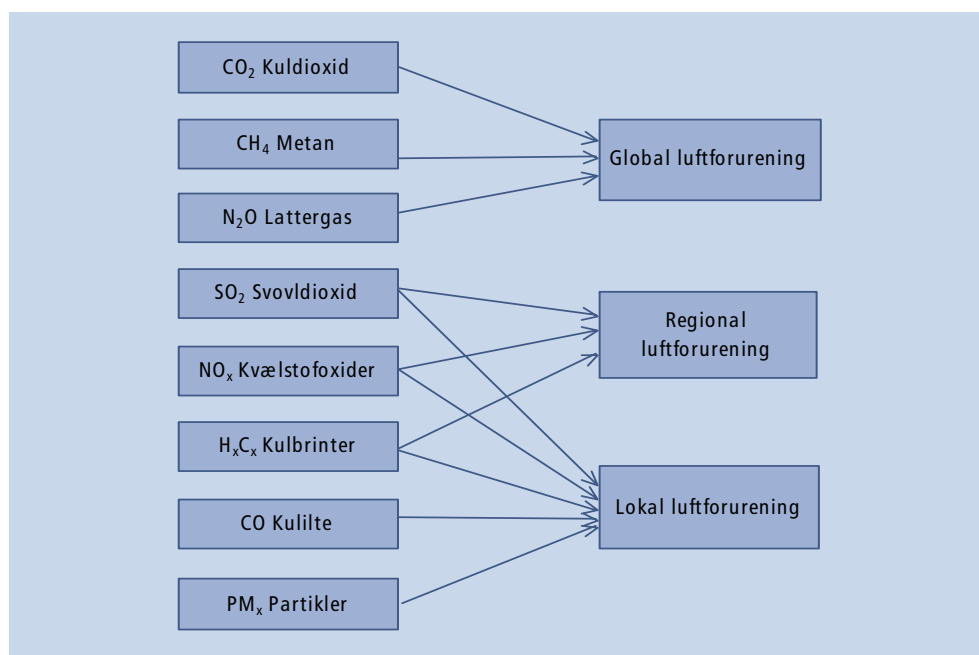 CO₂ Kuldioxid
CH₄ Metan
N₂O Lattergas
SO₂ Svovldioxid
NOₓ Kvælstofoxider
HₓCₓ Kulbrinter
CO Kulilte
PMₓ Partikler
Global luftforurening
Regional
luftforurening
Lokal luftforurening